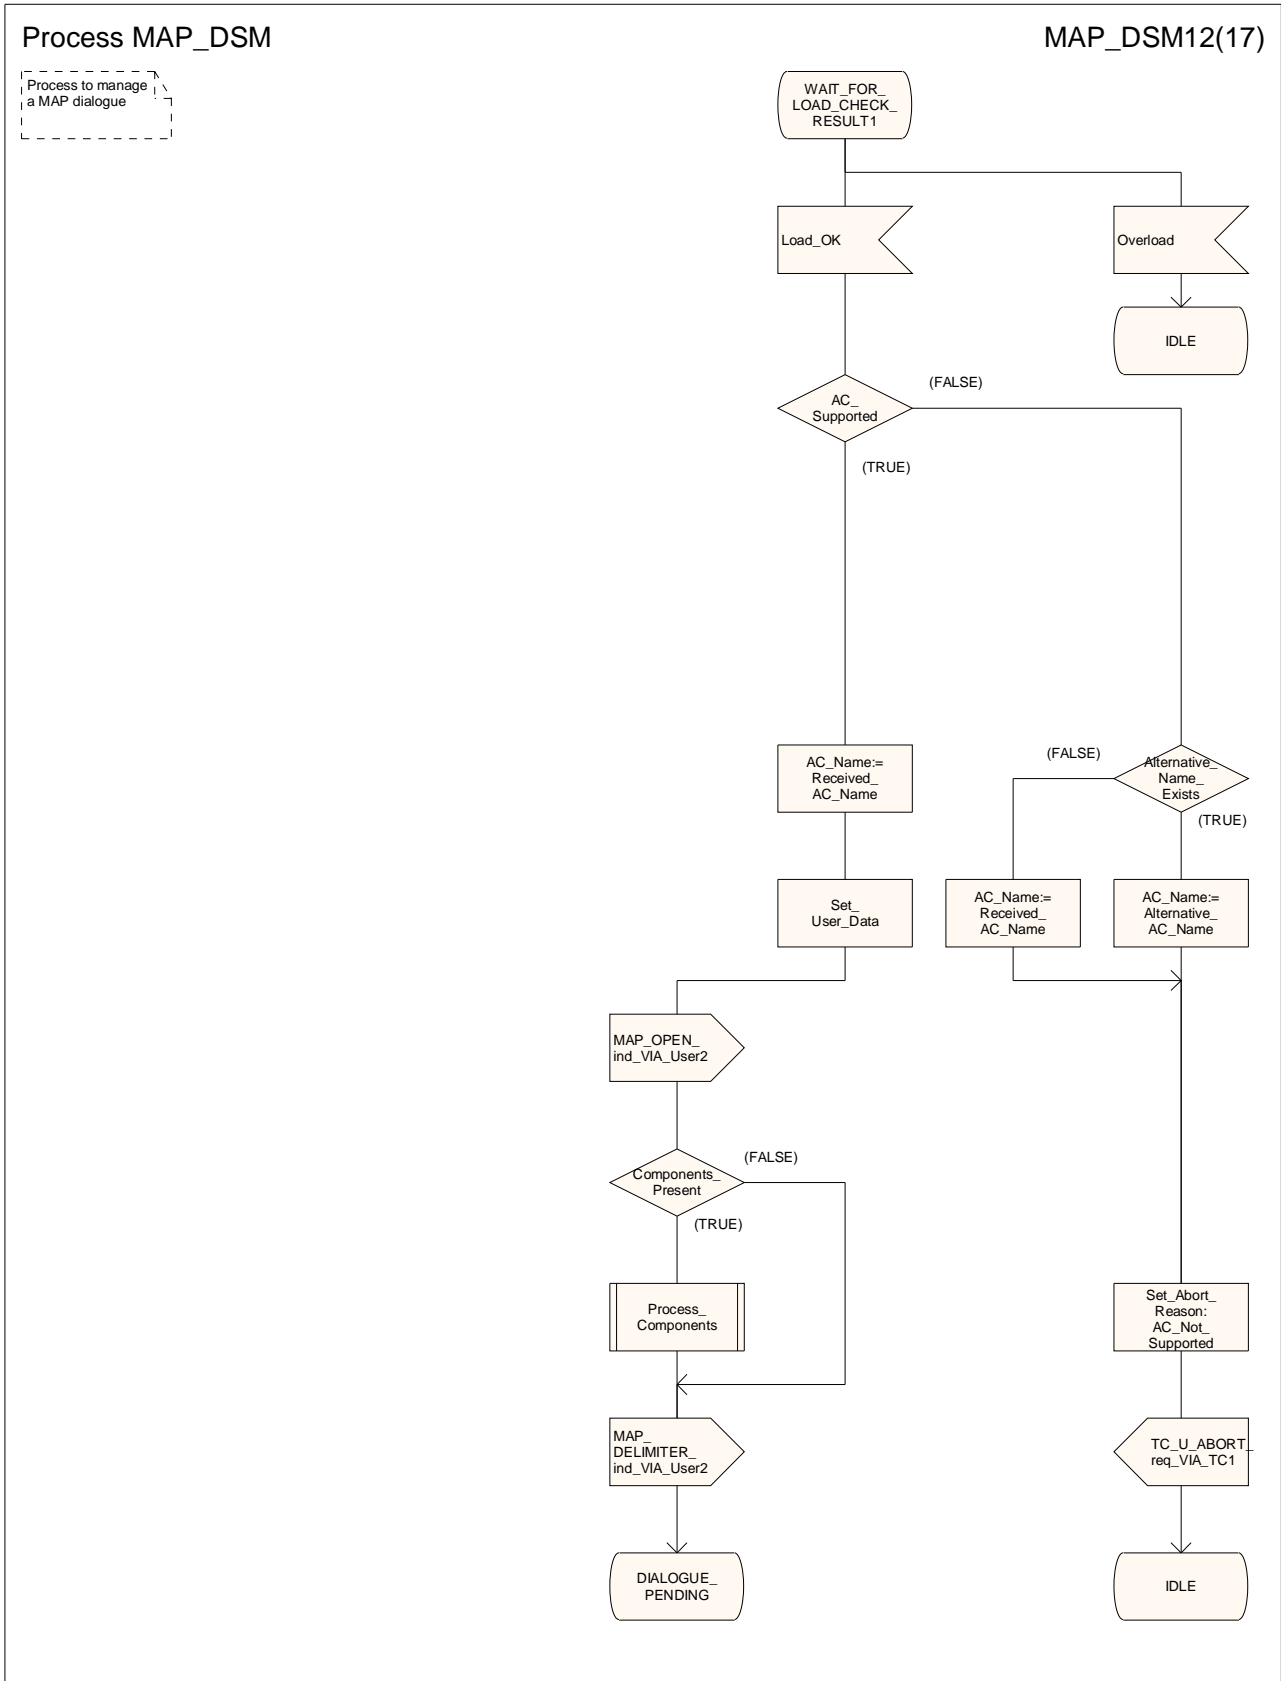 Process MAP_DSM
MAP_DSM12(17)
Process to manage
a MAP dialogue
WAIT_FOR_
LOAD_CHECK_
RESULT1
Load_OK
Overload
IDLE
AC_
Supported
(FALSE)
(TRUE)
AC_Name:=
Received_
AC_Name
(FALSE)
Alternative_
Name_
Exists
(TRUE)
Set_
User_Data
AC_Name:=
Received_
AC_Name
AC_Name:=
Alternative_
AC_Name
MAP_OPEN_
ind_VIA_User2
Components_
Present
(FALSE)
(TRUE)
Process_
Components
Set_Abort_
Reason:
AC_Not_
Supported
MAP_
DELIMITER_
ind_VIA_User2
TC_U_ABORT_
req_VIA_TC1
DIALOGUE_
PENDING
IDLE